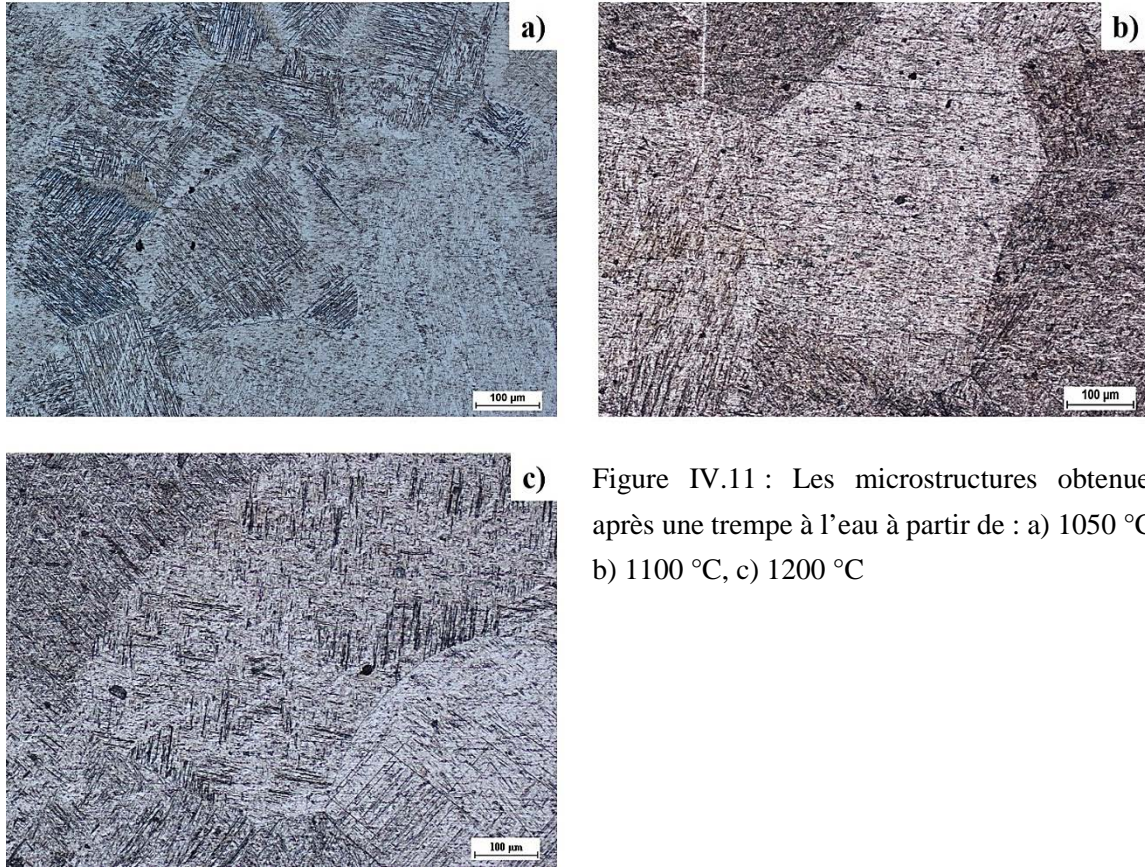 a)
b)
100 µm
100 µm
c)
Figure IV.11 : Les microstructures obtenue
après une trempe à l’eau à partir de : a) 1050 °C
b) 1100 °C, c) 1200 °C
100 µm